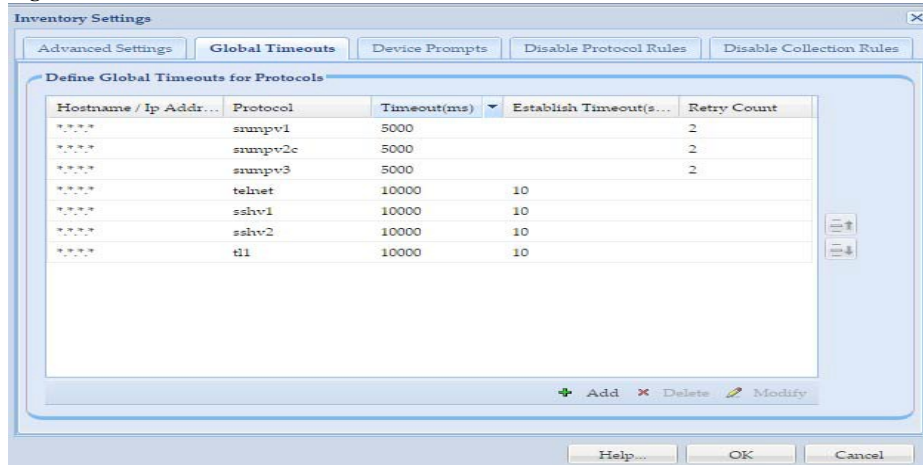 Inventory Settings
Advanced Settings Global Timeouts Device Prompts Disable Protocol Rules Disable Collection Rules
Define Global Timeouts for Protocols
Hostname / Ip Addr... Protocol Timeout(ms) Establish Timeout(s... Retry Count
*.*.*.* snmpv1 5000 2
*.*.*.* snmpv2c 5000 2
*.*.*.* snmpv3 5000 2
*.*.*.* telnet 10000 10
*.*.*.* sshv1 10000 10
*.*.*.* sshv2 10000 10
*.*.*.* tl1 10000 10
Add Delete Modify
Help... OK Cancel